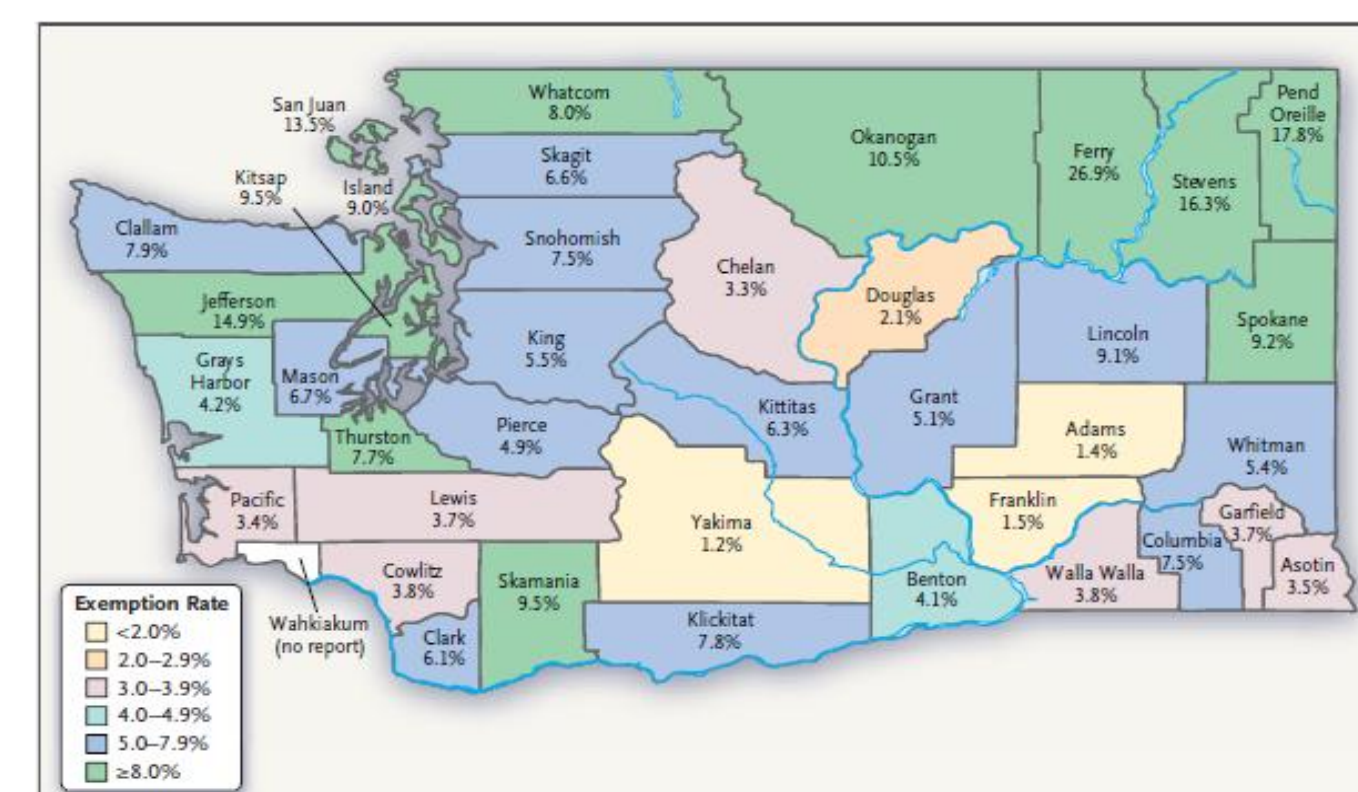 San Juan
13.5%
Whatcom
8.0%
Okanogan
10.5%
Ferry
26.9%
Stevens
16.3%
Pend
Oreille
17.8%
Kitsap
9.5%
Island
9.0%
Skagit
6.6%
Clallam
7.9%
Snohomish
7.5%
Chelan
3.3%
Douglas
2.1%
Jefferson
14.9%
King
5.5%
Lincoln
9.1%
Spokane
9.2%
Grays
Harbor
4.2%
Mason
6.7%
Kittitas
6.3%
Grant
5.1%
Thurston
7.7%
Pierce
4.9%
Adams
1.4%
Whitman
5.4%
Pacific
3.4%
Lewis
3.7%
Yakima
1.2%
Franklin
1.5%
Garfield
3.7%
Columbia
7.5%
Cowlitz
3.8%
Skamania
9.5%
Benton
4.1%
Walla Walla
3.8%
Asotin
3.5%
Wahkiakum
(no report)
Clark
6.1%
Klickitat
7.8%
Exemption Rate
<2.0%
2.0–2.9%
3.0–3.9%
4.0–4.9%
5.0–7.9%
≥8.0%